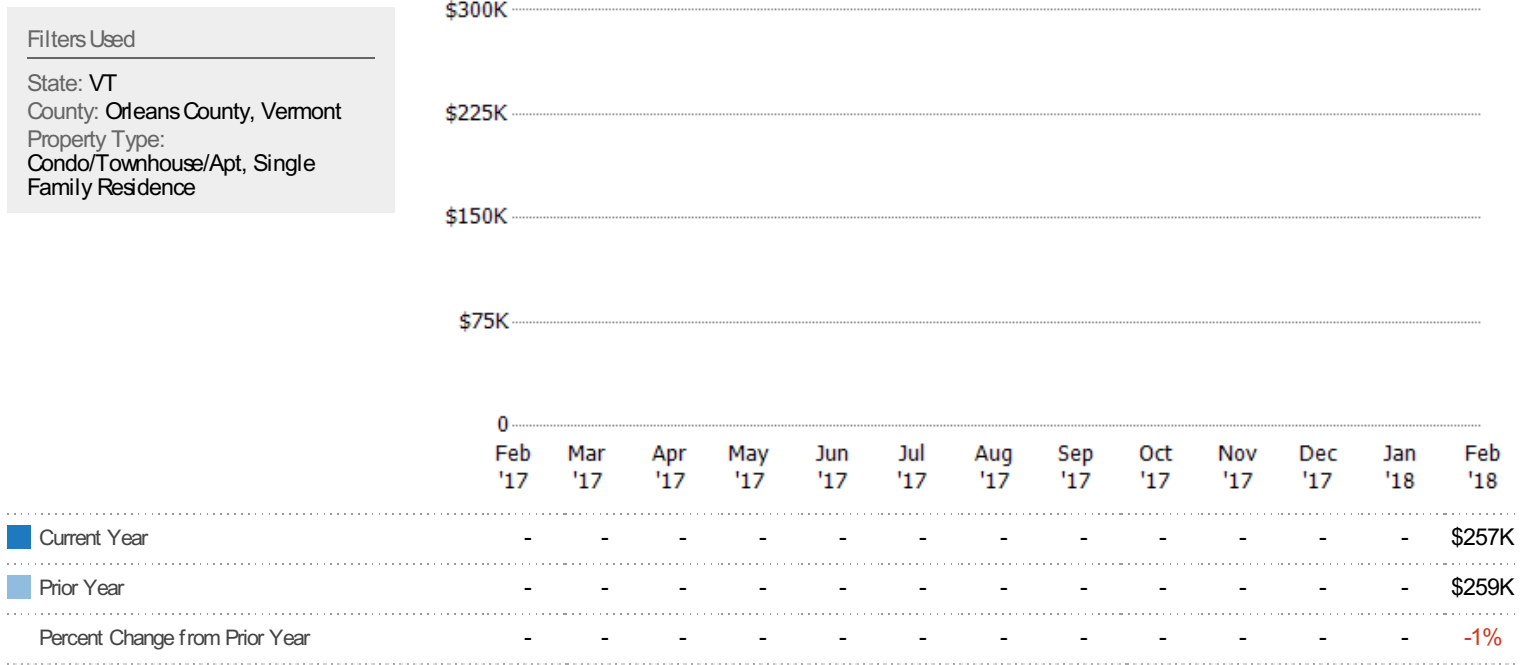 Filters Used
State: VT
County: Orleans County, Vermont
Property Type:
Condo/Townhouse/Apt, Single
Family Residence
$300K
$225K
$150K
$75K
0
Feb Mar Apr May Jun Jul Aug Sep Oct Nov Dec Jan Feb
'17 '17 '17 '17 '17 '17 '17 '17 '17 '17 '17 '18 '18
Current Year - - - - - - - - - - - - $257K
Prior Year - - - - - - - - - - - - $259K
Percent Change from Prior Year - - - - - - - - - - - - -1%